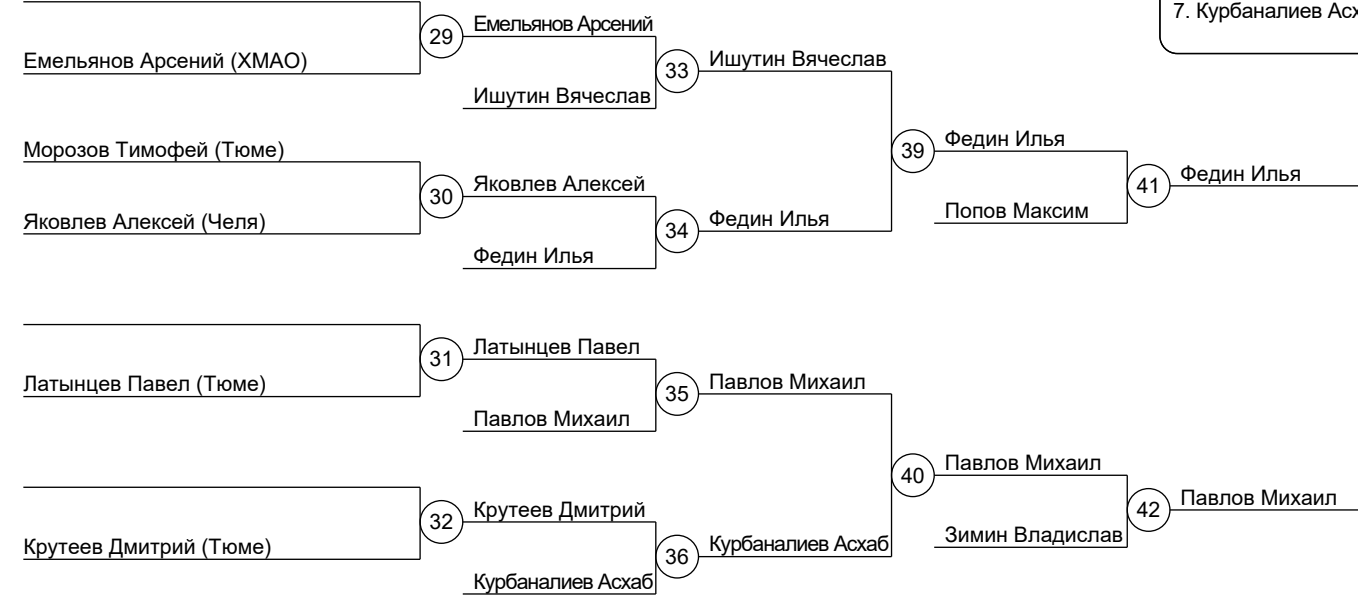 7. Курбаналиев Асх
Емельянов Арсений (ХМАО)
29
Емельянов Арсений
Ишутин Вячеслав
33
Ишутин Вячеслав
Морозов Тимофей (Тюме)
Яковлев Алексей (Челя)
30
Яковлев Алексей
Федин Илья
34
Федин Илья
39
Федин Илья
Попов Максим
41
Федин Илья
Латынцев Павел (Тюме)
31
Латынцев Павел
Павлов Михаил
35
Павлов Михаил
Крутеев Дмитрий (Тюме)
32
Крутеев Дмитрий
Курбаналиев Асхаб
36
Курбаналиев Асхаб
40
Павлов Михаил
Зимин Владислав
42
Павлов Михаил